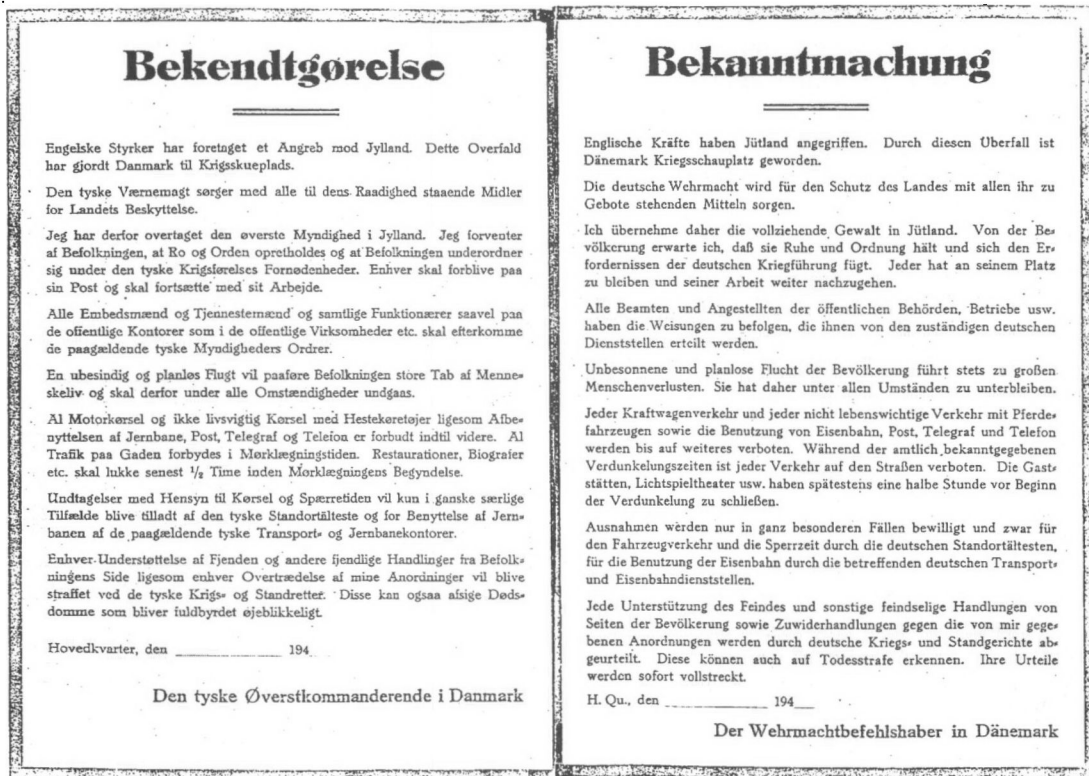 Bekendtgørelse
Engelske Styrker har foretaget et Angreb mod Jylland. Dette Overfald
har gjordt Danmark til Krigsskueplads.
Den tyske Værnemagt sørger med alle til dens Raadighed staaende Midler
for Landets Beskyttelse.
Jeg har derfor overtaget den øverste Myndighed i Jylland. Jeg forventer
af Befolkningen, at Ro og Orden opretholdes og at Befolkningen underordner
sig under den tyske Krigsførelses Fornødenheder. Enhver skal forblive paa
sin Post og skal fortsætte med sit Arbejde.
Alle Embedsmænd og Tjennestemænd og samtlige Funktionærer saavel paa
de offentlige Kontorer som i de offentlige Virksomheder etc. skal efterkomme
de paagældende tyske Myndigheders Ordrer.
En ubesindig og planløs Flugt vil paaføre Befolkningen store Tab af Menne-
skeliv og skal derfor under alle Omstændigheder undgaas.
Al Motorkørsel og ikke livsvigtig Kørsel med Hestekøretøjer ligesom Afbe-
nyttelsen af Jernbane, Post, Telegraf og Telefon er forbudt indtil videre. Al
Trafik paa Gaden forbydes i Mørklægningstiden. Restaurationer, Biografer
etc. skal lukke senest 1/2 Time inden Mørklægningens Begyndelse.
Undtagelser med Hensyn til Kørsel og Spærretiden vil kun i ganske særlige
Tilfælde blive tilladt af den tyske Standortälteste og for Benyttelse af Jern-
banen af de paagældende tyske Transport- og Jernbanekontorer.
Enhver Understøttelse af Fjenden og andre fjendlige Handlinger fra Befolk-
ningens Side ligesom enhver Overtrædelse af mine Anordninger vil blive
straffet ved de tyske Krigs- og Standretter. Disse kan ogsaa afsige Døds-
domme som bliver fuldbyrdet øjeblikkeligt.
Hovedkvarter, den ____________ 194
Den tyske Øverstkommanderende i Danmark
Bekanntmachung
Englische Kräfte haben Jütland angegriffen. Durch diesen Überfall ist
Dänemark Kriegsschauplatz geworden.
Die deutsche Wehrmacht wird für den Schutz des Landes mit allen ihr zu
Gebote stehenden Mitteln sorgen.
Ich übernehme daher die vollziehende Gewalt in Jütland. Von der Be-
völkerung erwarte ich, daß sie Ruhe und Ordnung hält und sich den Er-
fordernissen der deutschen Kriegführung fügt. Jeder hat an seinem Platz
zu bleiben und seiner Arbeit weiter nachzugehen.
Alle Beamten und Angestellten der öffentlichen Behörden, Betriebe usw.
haben die Weisungen zu befolgen, die ihnen von den zuständigen deutschen
Dienststellen erteilt werden.
Unbesonnene und planlose Flucht der Bevölkerung führt stets zu großen
Menschenverlusten. Sie hat daher unter allen Umständen zu unterbleiben.
Jeder Kraftwagenverkehr und jeder nicht lebenswichtige Verkehr mit Pferde-
fahrzeugen sowie die Benutzung von Eisenbahn, Post, Telegraf und Telefon
werden bis auf weiteres verboten. Während der amtlich bekanntgegebenen
Verdunkelungszeiten ist jeder Verkehr auf den Straßen verboten. Die Gast-
stätten, Lichtspieltheater usw. haben spätestens eine halbe Stunde vor Beginn
der Verdunkelung zu schließen.
Ausnahmen werden nur in ganz besonderen Fällen bewilligt und zwar für
den Fahrzeugverkehr und die Sperrzeit durch die deutschen Standortältesten,
für die Benutzung der Eisenbahn durch die betreffenden deutschen Transport-
und Eisenbahndienststellen.
Jede Unterstützung des Feindes und sonstige feindselige Handlungen von
Seiten der Bevölkerung sowie Zuwiderhandlungen gegen die von mir gege-
benen Anordnungen werden durch deutsche Kriegs- und Standgerichte ab-
geurteilt. Diese können auch auf Todesstrafe erkennen. Ihre Urteile
werden sofort vollstreckt.
H. Qu., den ____________ 194__
Der Wehrmachtbefehlshaber in Dänemark